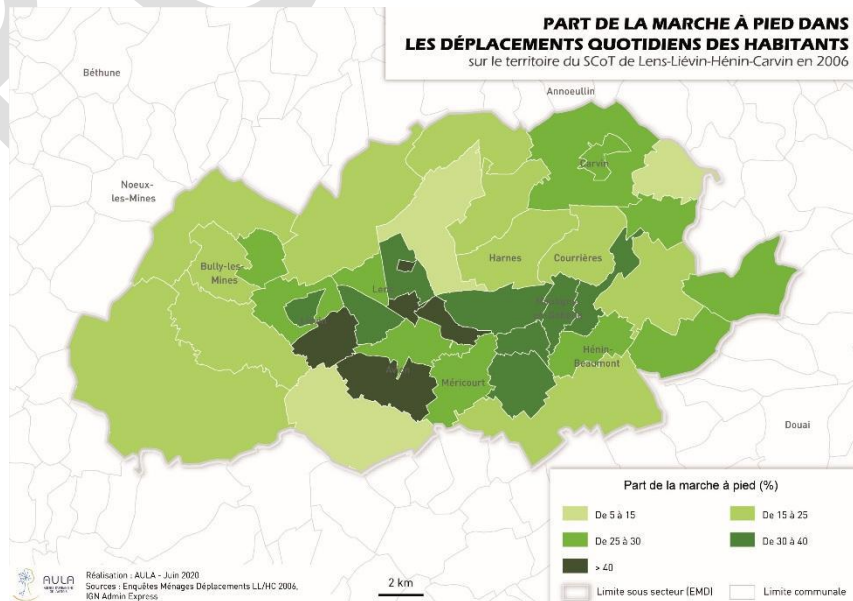 PART DE LA MARCHE À PIED DANS
LES DÉPLACEMENTS QUOTIDIENS DES HABITANTS
sur le territoire du SCoT de Lens-Liévin-Hénin-Carvin en 2006
Béthune
Annoeullin
Carvin
Noeux-
les-Mines
Bully-les-
Mines
Harnes
Courrières
Hénin-
Beaumont
Méricourt
Douai
Part de la marche à pied (%)
De 5 à 15
De 15 à 25
De 25 à 30
De 30 à 40
> 40
Limite sous secteur (EMD)
Limite communale
AULA
Réalisation : AULA - Juin 2020
Sources : Enquêtes Ménages Déplacements LL/HC 2006,
IGN Admin Express
2 km